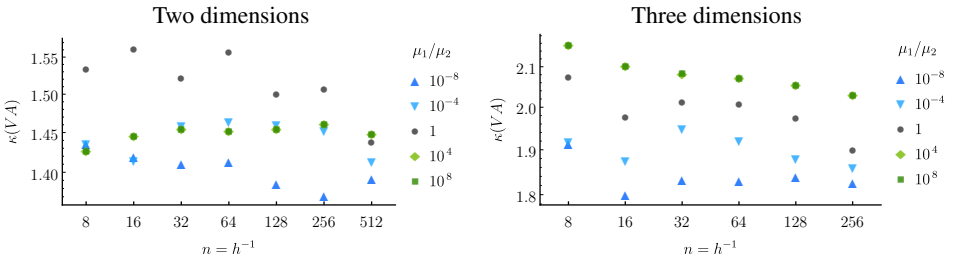 Two dimensions
κ(VA)
1.55
1.50
1.45
1.40
8 16 32 64 128 256 512
n = h⁻¹
μ₁/μ₂
10⁻⁸
10⁻⁴
1
10⁴
10⁸
Three dimensions
κ(VA)
2.1
2.0
1.9
1.8
8 16 32 64 128 256
n = h⁻¹
μ₁/μ₂
10⁻⁸
10⁻⁴
1
10⁴
10⁸